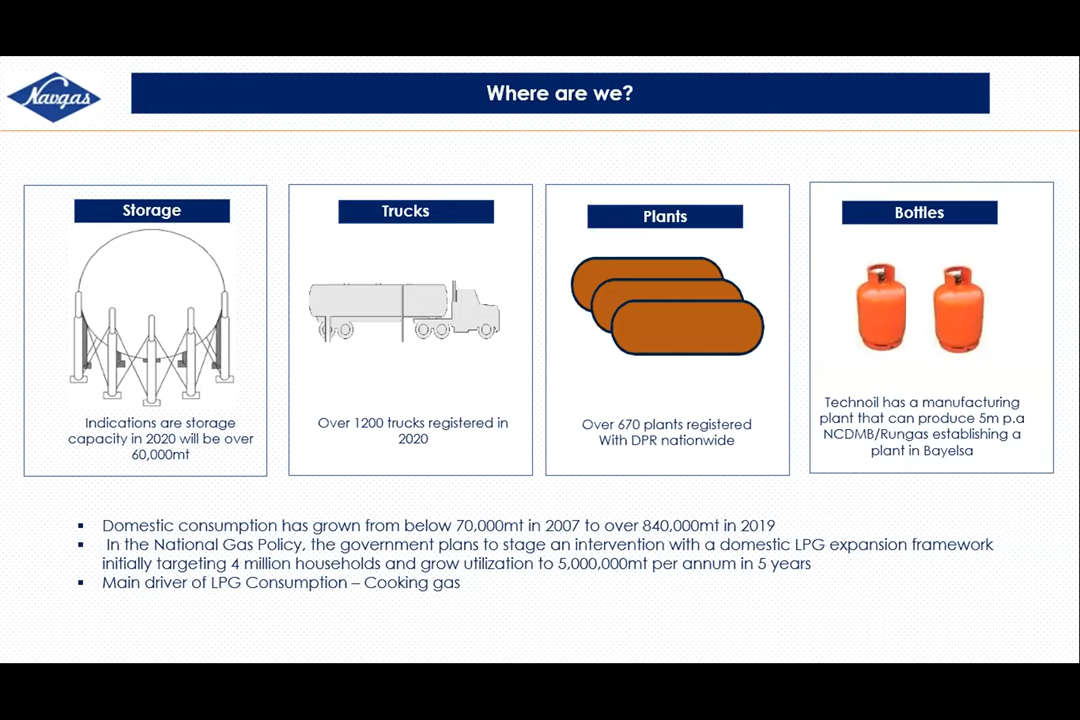 Navgas
Where are we?
Storage
Indications are storage
capacity in 2020 will be over
60,000mt
Trucks
Over 1200 trucks registered in
2020
Plants
Over 670 plants registered
With DPR nationwide
Bottles
Technoil has a manufacturing
plant that can produce 5m p.a
NCDMB/Rungas establishing a
plant in Bayelsa
▪ Domestic consumption has grown from below 70,000mt in 2007 to over 840,000mt in 2019
▪ In the National Gas Policy, the government plans to stage an intervention with a domestic LPG expansion framework
initially targeting 4 million households and grow utilization to 5,000,000mt per annum in 5 years
▪ Main driver of LPG Consumption – Cooking gas